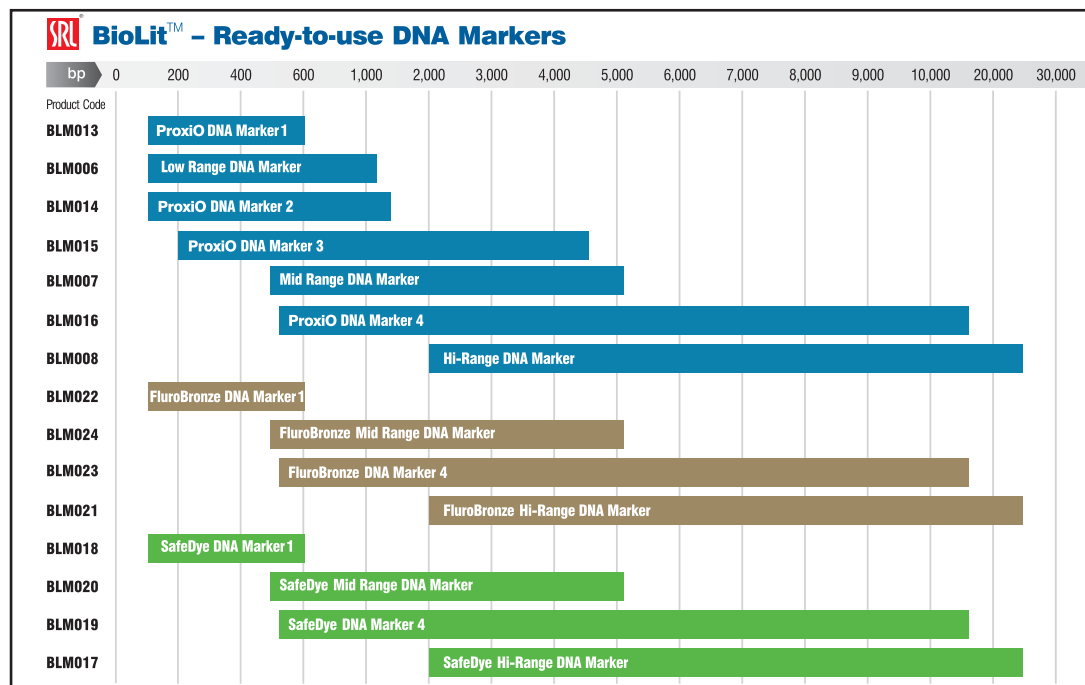 SRL® BioLit™ – Ready-to-use DNA Markers
bp 0 200 400 600 1,000 2,000 3,000 4,000 5,000 6,000 7,000 8,000 9,000 10,000 20,000 30,000
Product Code
BLM013 ProxiO DNA Marker 1
BLM006 Low Range DNA Marker
BLM014 ProxiO DNA Marker 2
BLM015 ProxiO DNA Marker 3
BLM007 Mid Range DNA Marker
BLM016 ProxiO DNA Marker 4
BLM008 Hi-Range DNA Marker
BLM022 FluroBronze DNA Marker 1
BLM024 FluroBronze Mid Range DNA Marker
BLM023 FluroBronze DNA Marker 4
BLM021 FluroBronze Hi-Range DNA Marker
BLM018 SafeDye DNA Marker 1
BLM020 SafeDye Mid Range DNA Marker
BLM019 SafeDye DNA Marker 4
BLM017 SafeDye Hi-Range DNA Marker